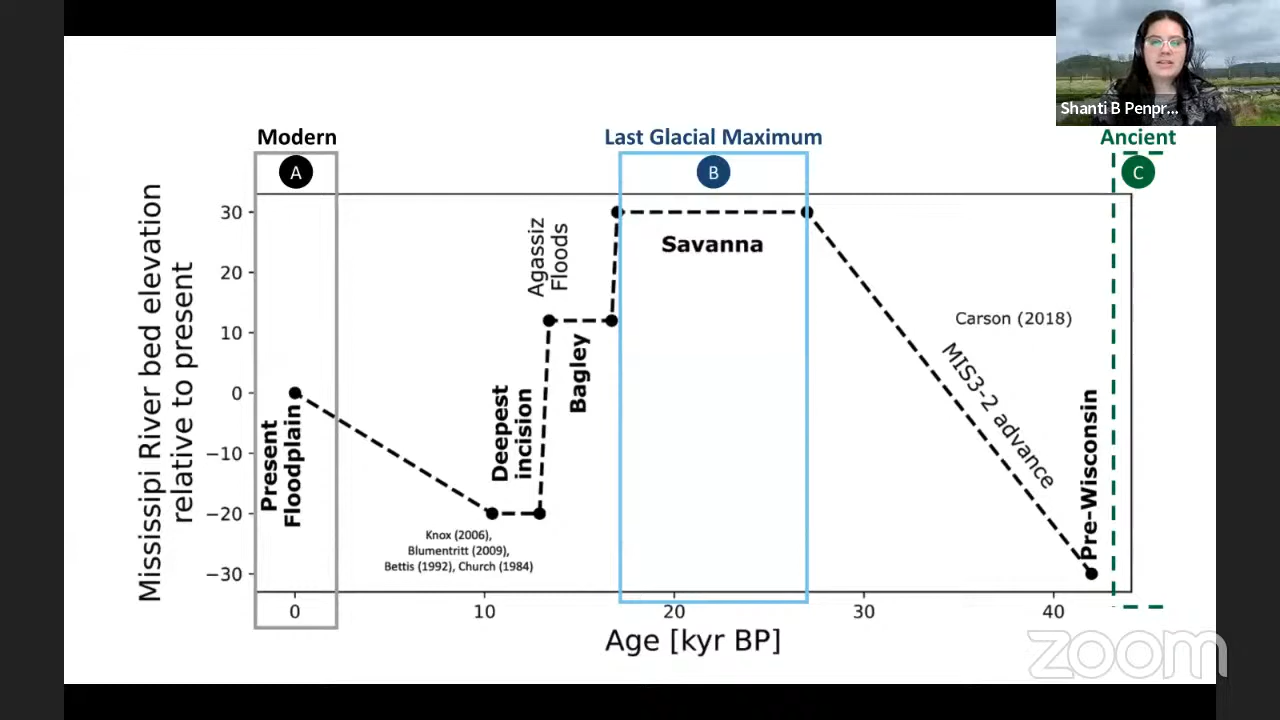 Shanti B Penpr...
Modern
Last Glacial Maximum
Ancient
A
B
C
Mississipi River bed elevation
relative to present
30
20
10
0
−10
−20
−30
Present
Floodplain
Deepest
incision
Agassiz
Floods
Bagley
Savanna
Carson (2018)
MIS3-2 advance
Pre-Wisconsin
Knox (2006),
Blumentritt (2009),
Bettis (1992), Church (1984)
0
10
20
30
40
Age [kyr BP]
zoom